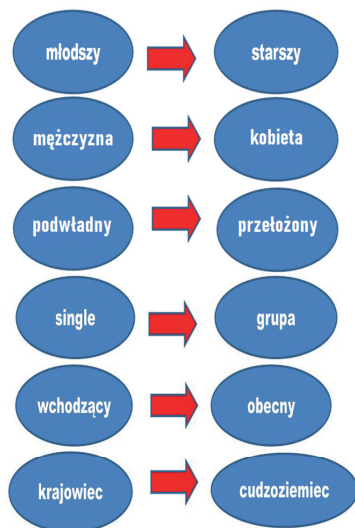 młodszy starszy
mężczyzna kobieta
podwładny przełożony
single grupa
wchodzący obecny
krajowiec cudzoziemiec